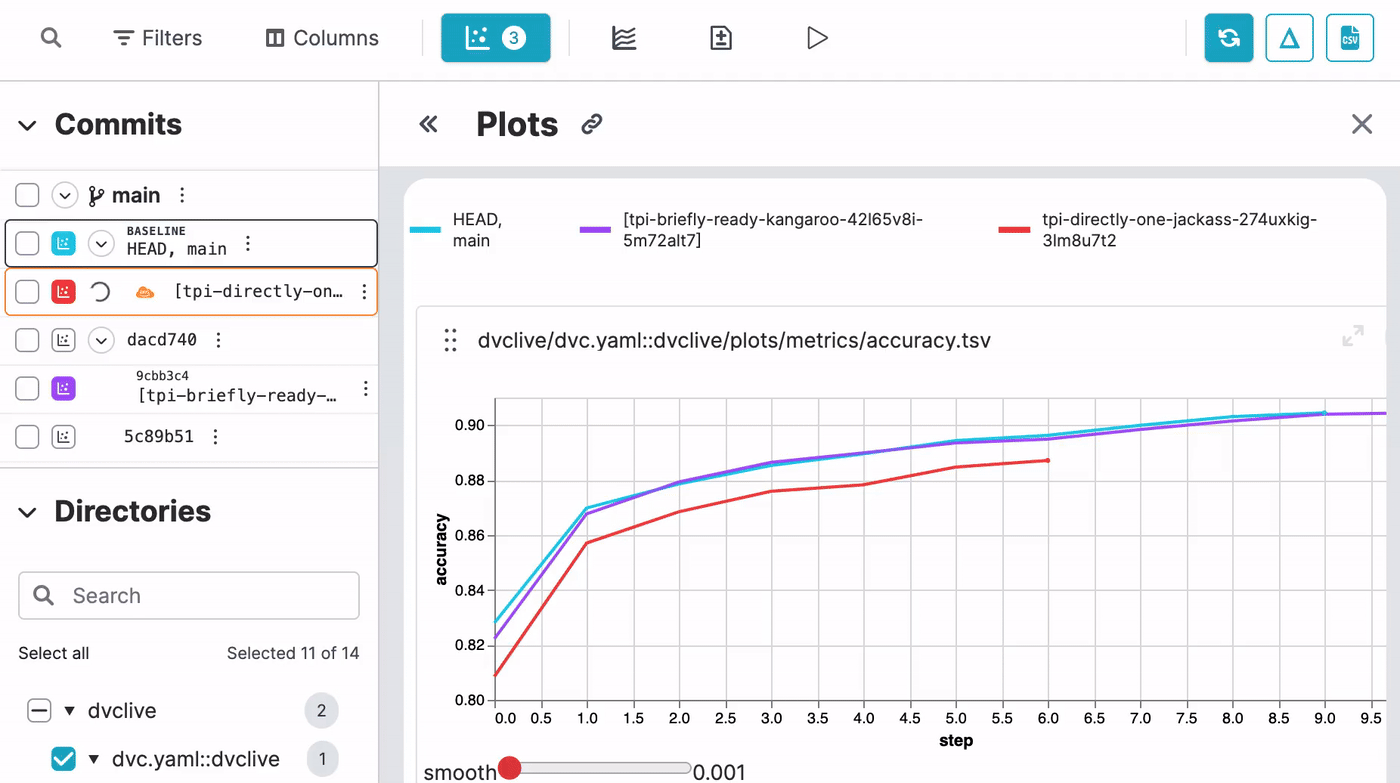 Filters
Columns
3
CSV
Commits
main
BASELINE
HEAD, main
[tpi-directly-on…
dacd740
9cbb3c4
[tpi-briefly-ready-…
5c89b51
Directories
Search
Select all
Selected 11 of 14
dvclive
2
dvc.yaml::dvclive
1
Plots
HEAD,
main
[tpi-briefly-ready-kangaroo-42l65v8i-
5m72alt7]
tpi-directly-one-jackass-274uxkig-
3lm8u7t2
dvclive/dvc.yaml::dvclive/plots/metrics/accuracy.tsv
accuracy
0.90
0.88
0.86
0.84
0.82
0.80
0.0 0.5 1.0 1.5 2.0 2.5 3.0 3.5 4.0 4.5 5.0 5.5 6.0 6.5 7.0 7.5 8.0 8.5 9.0 9.5
step
smooth 0.001